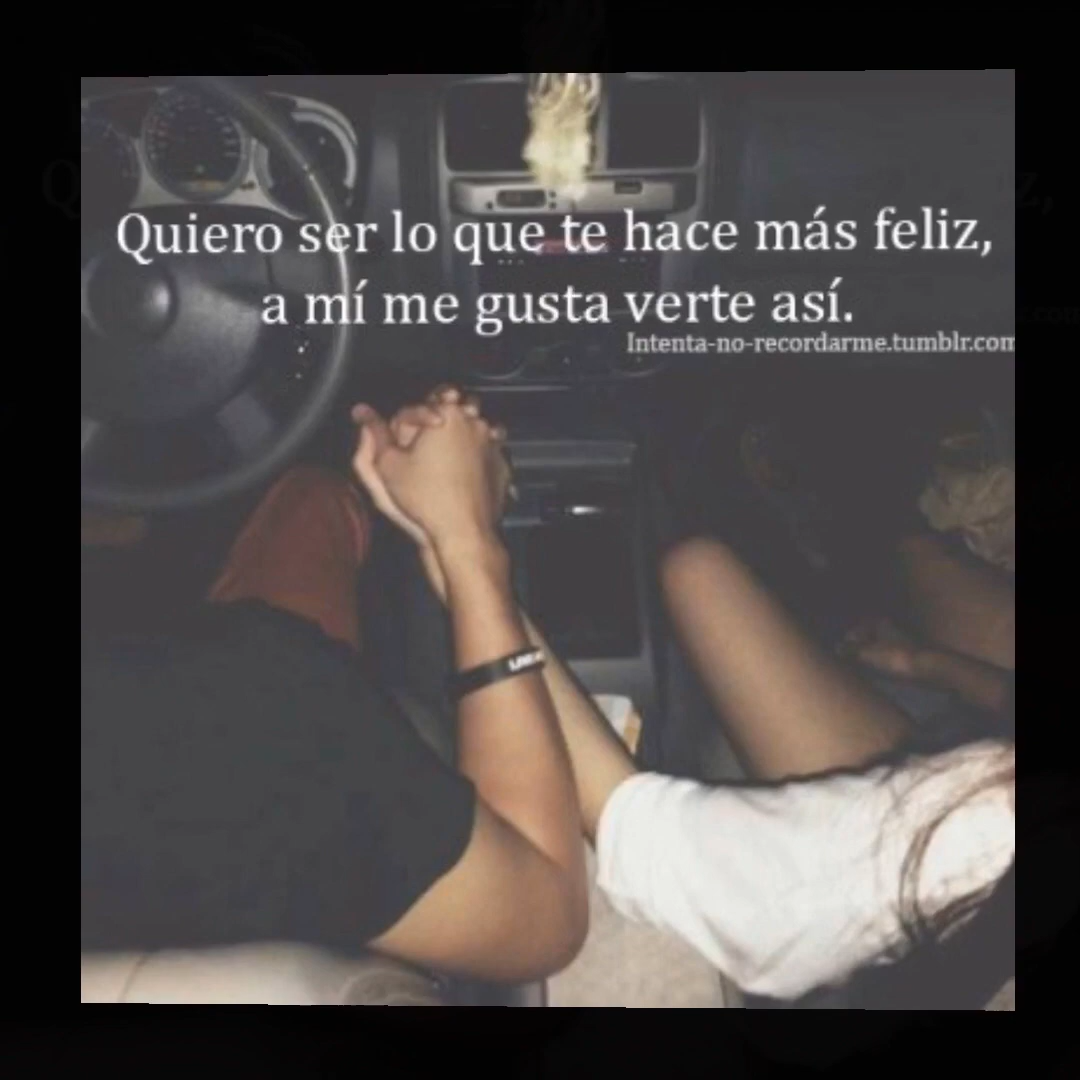 Quiero ser lo que te hace más feliz,
a mí me gusta verte así.
Intenta-no-recordarme.tumblr.com